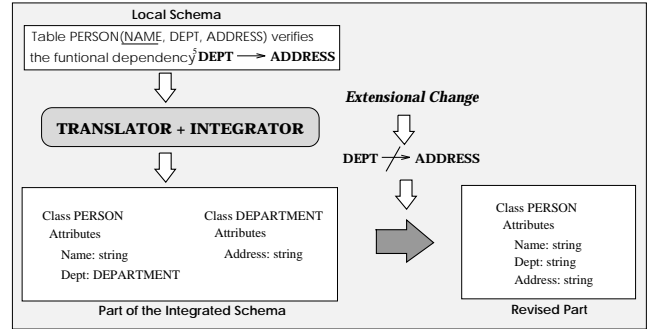 Local Schema
Table PERSON(NAME, DEPT, ADDRESS) verifies
the funtional dependency⁵ DEPT → ADDRESS
Extensional Change
TRANSLATOR + INTEGRATOR
DEPT ↛ ADDRESS
Class PERSON
Attributes
Name: string
Dept: DEPARTMENT
Class DEPARTMENT
Attributes
Address: string
Class PERSON
Attributes
Name: string
Dept: string
Address: string
Part of the Integrated Schema
Revised Part